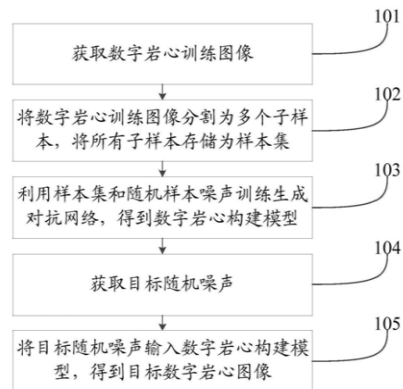 101
获取数字岩心训练图像
102
将数字岩心训练图像分割为多个子样
本，将所有子样本存储为样本集
103
利用样本集和随机样本噪声训练生成
对抗网络，得到数字岩心构建模型
104
获取目标随机噪声
105
将目标随机噪声输入数字岩心构建模
型，得到目标数字岩心图像